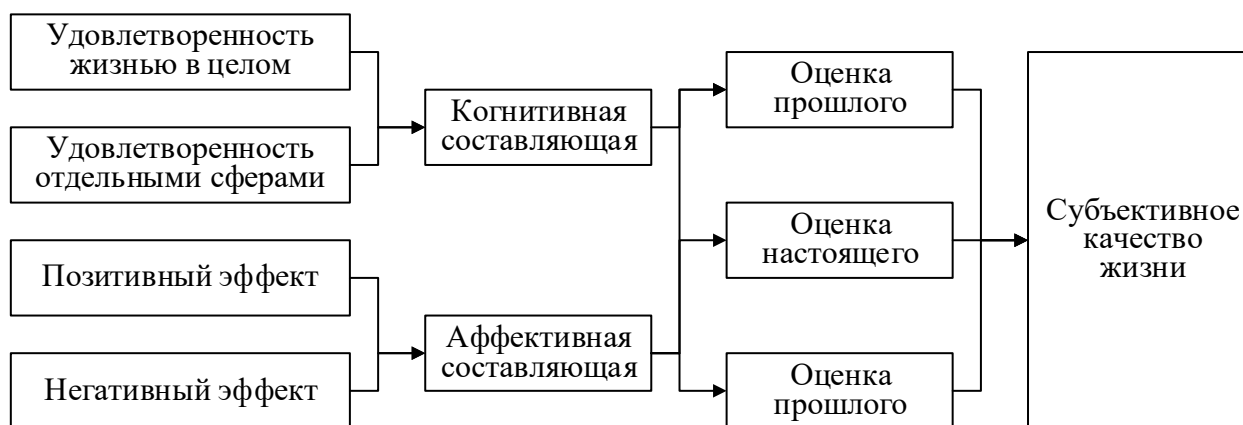 Удовлетворенность
жизнью в целом
Удовлетворенность
отдельными сферами
Позитивный эффект
Негативный эффект
Когнитивная
составляющая
Аффективная
составляющая
Оценка
прошлого
Оценка
настоящего
Оценка
прошлого
Субъективное
качество
жизни